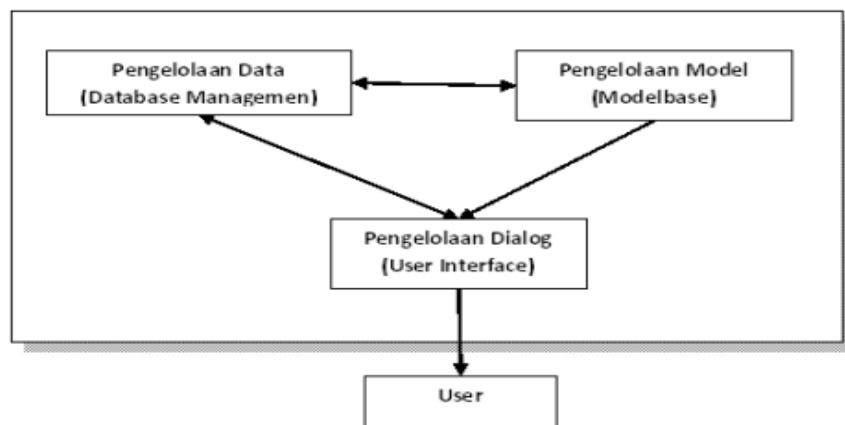 Pengelolaan Data
(Database Managemen)
Pengelolaan Model
(Modelbase)
Pengelolaan Dialog
(User Interface)
User